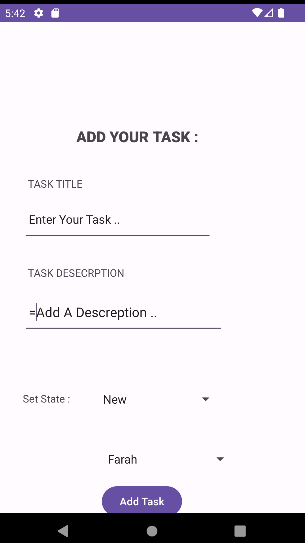 5:42
ADD YOUR TASK :
TASK TITLE
Enter Your Task ..
TASK DESECRPTION
=Add A Descreption ..
Set State : New
Farah
Add Task